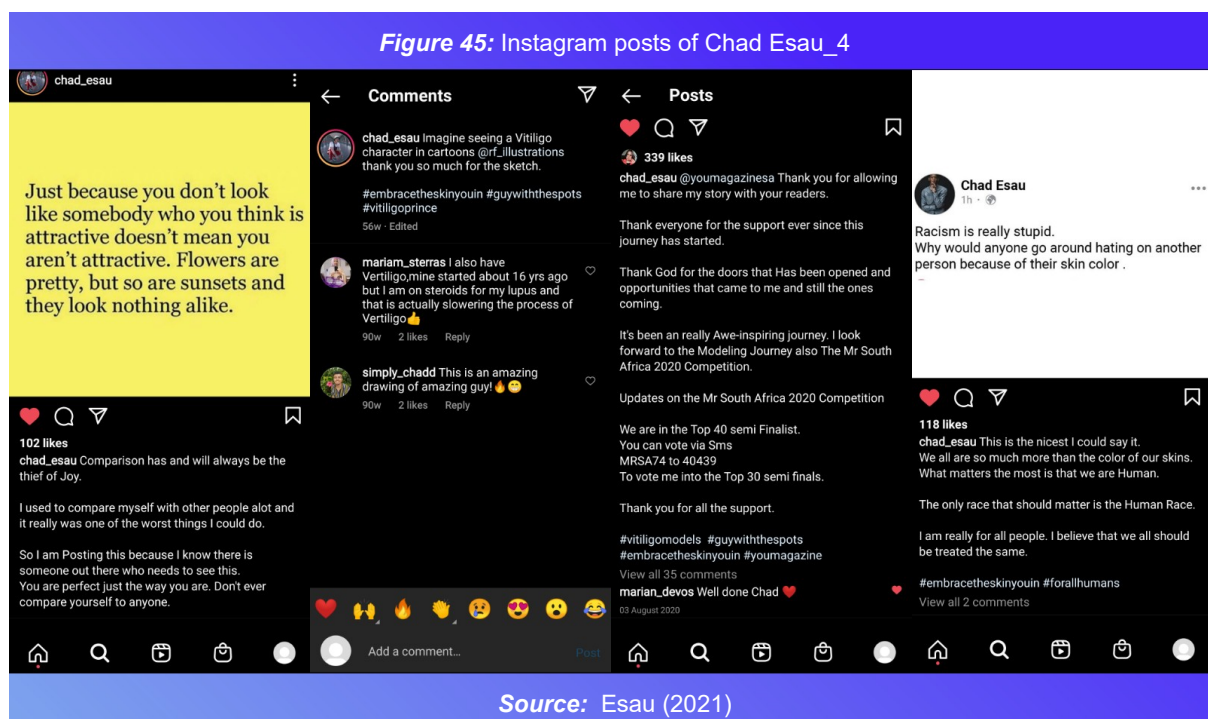 Figure 45: Instagram posts of Chad Esau_4
chad_esau
Just because you don't look
like somebody who you think is
attractive doesn't mean you
aren't attractive. Flowers are
pretty, but so are sunsets and
they look nothing alike.
102 likes
chad_esau Comparison has and will always be the
thief of Joy.
I used to compare myself with other people alot and
it really was one of the worst things I could do.
So I am Posting this because I know there is
someone out there who needs to see this.
You are perfect just the way you are. Don't ever
compare yourself to anyone.
Comments
chad_esau Imagine seeing a Vitiligo
character in cartoons @rf_illustrations
thank you so much for the sketch.
#embracetheskinyouin #guywiththespots
#vitiligoprince
56w · Edited
mariam_sterras I also have
Vertiligo,mine started about 16 yrs ago
but I am on steroids for my lupus and
that is actually slowering the process of
Vertiligo👍
90w 2 likes Reply
simply_chadd This is an amazing
drawing of amazing guy!🔥😁
90w 2 likes Reply
❤️ 🙌 🔥 👏 😢 😍 😮 😂
Add a comment...
Post
Posts
339 likes
chad_esau @youmagazinesa Thank you for allowing
me to share my story with your readers.
Thank everyone for the support ever since this
journey has started.
Thank God for the doors that Has been opened and
opportunities that came to me and still the ones
coming.
It's been an really Awe-inspiring journey. I look
forward to the Modeling Journey also The Mr South
Africa 2020 Competition.
Updates on the Mr South Africa 2020 Competition
We are in the Top 40 semi Finalist.
You can vote via Sms
MRSA74 to 40439
To vote me into the Top 30 semi finals.
Thank you for all the support.
#vitiligomodels #guywiththespots
#embracetheskinyouin #youmagazine
View all 35 comments
marian_devos Well done Chad ❤️
03 August 2020
Chad Esau
1h ·
Racism is really stupid.
Why would anyone go around hating on another
person because of their skin color .
118 likes
chad_esau This is the nicest I could say it.
We all are so much more than the color of our skins.
What matters the most is that we are Human.
The only race that should matter is the Human Race.
I am really for all people. I believe that we all should
be treated the same.
#embracetheskinyouin #forallhumans
View all 2 comments
Source: Esau (2021)